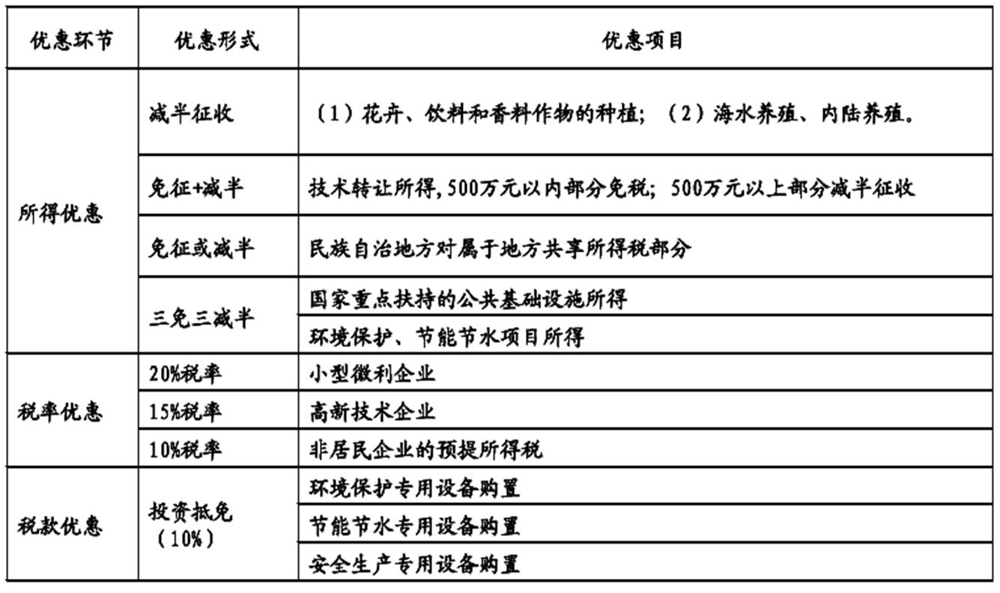 优惠环节 优惠形式 优惠项目
所得优惠
减半征收 （1）花卉、饮料和香料作物的种植；（2）海水养殖、内陆养殖。
免征+减半 技术转让所得,500万元以内部分免税；500万元以上部分减半征收
免征或减半 民族自治地方对属于地方共享所得税部分
三免三减半
国家重点扶持的公共基础设施所得
环境保护、节能节水项目所得
税率优惠
20%税率 小型微利企业
15%税率 高新技术企业
10%税率 非居民企业的预提所得税
税款优惠
投资抵免
（10%）
环境保护专用设备购置
节能节水专用设备购置
安全生产专用设备购置